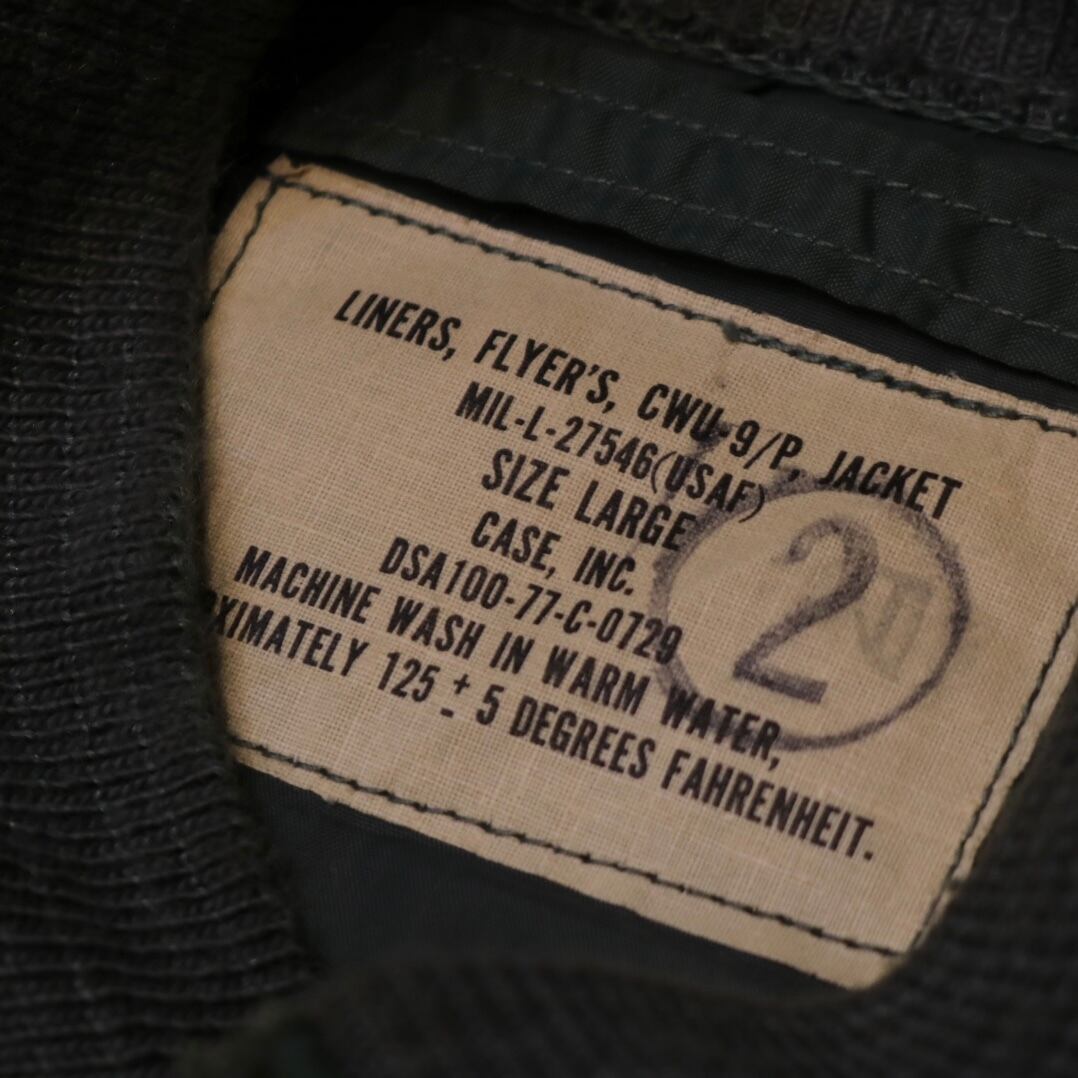 LINERS, FLYER'S, CWU-9/P, JACKET
MIL-L-27546(USAF)
SIZE LARGE
CASE, INC.
DSA100-77-C-0729
MACHINE WASH IN WARM WATER,
XIMATELY 125 ± 5 DEGREES FAHRENHEIT.
2